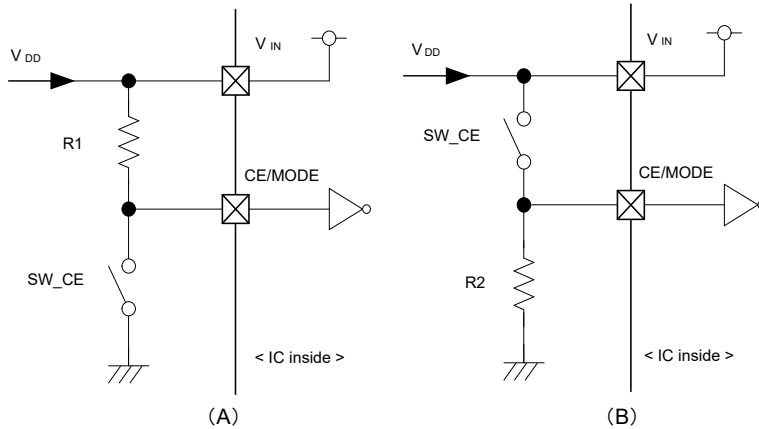 V DD
V IN
R1
CE/MODE
SW_CE
< IC inside >
(A)
V DD
V IN
SW_CE
CE/MODE
R2
< IC inside >
(B)